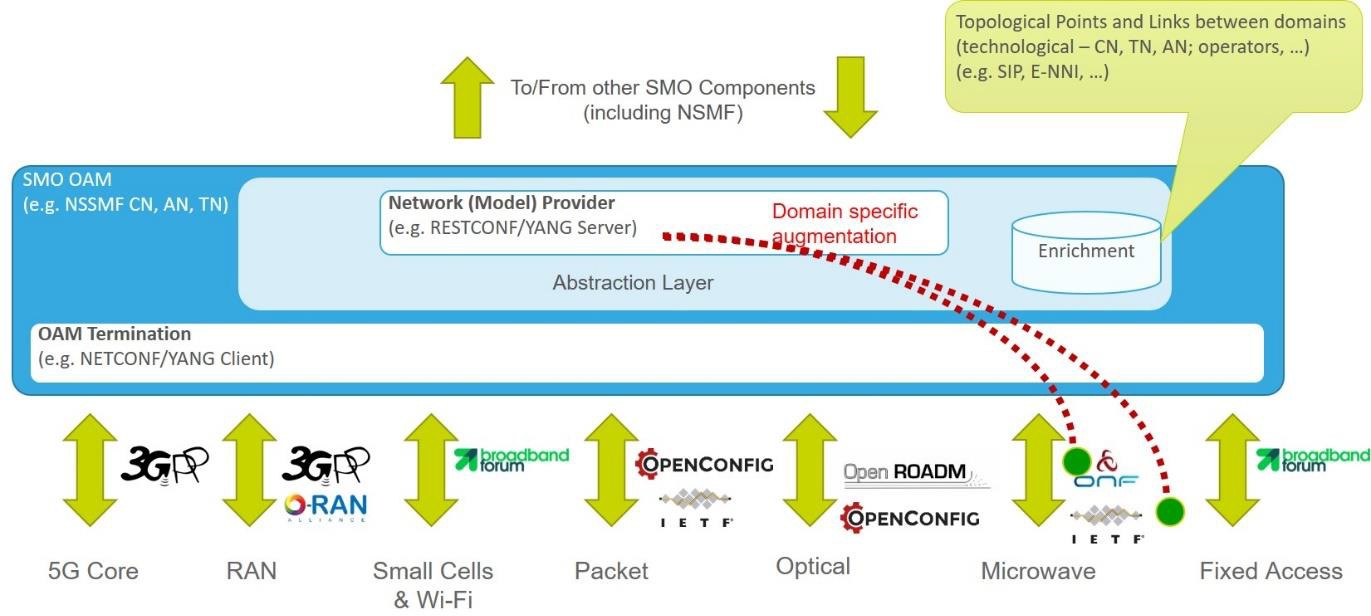 Topological Points and Links between domains
(technological – CN, TN, AN; operators, ...)
(e.g. SIP, E-NNI, ...)
To/From other SMO Components
(including NSMF)
SMO OAM
(e.g. NSSMF CN, AN, TN)
Network (Model) Provider
(e.g. RESTCONF/YANG Server)
Domain specific
augmentation
Enrichment
Abstraction Layer
OAM Termination
(e.g. NETCONF/YANG Client)
3GPP
3GPP
O-RAN
ALLIANCE
broadband
forum
OPENCONFIG
IETF®
Open ROADM
OPENCONFIG
ONF
IETF®
broadband
forum
5G Core
RAN
Small Cells
& Wi-Fi
Packet
Optical
Microwave
Fixed Access